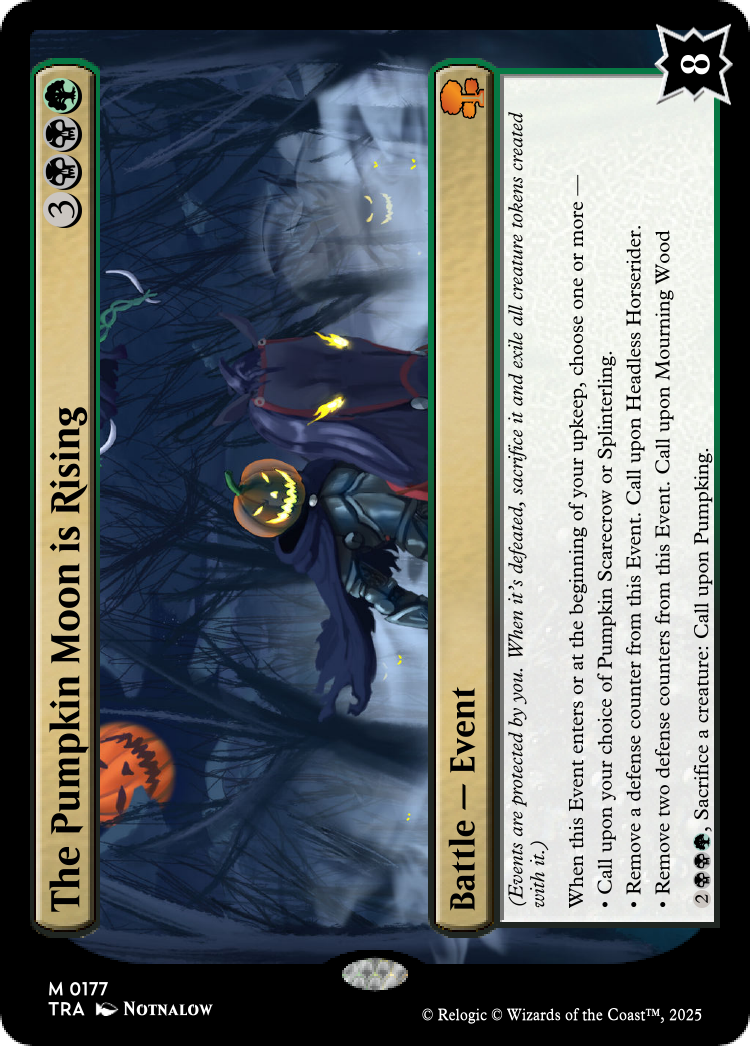 The Pumpkin Moon is Rising
3
Battle — Event
8
(Events are protected by you. When it's defeated, sacrifice it and exile all creature tokens created
with it.)
When this Event enters or at the beginning of your upkeep, choose one or more —
• Call upon your choice of Pumpkin Scarecrow or Splinterling.
• Remove a defense counter from this Event. Call upon Headless Horserider.
• Remove two defense counters from this Event. Call upon Mourning Wood
2, Sacrifice a creature: Call upon Pumpking.
M 0177
TRA NOTNALOW
© Relogic © Wizards of the Coast™, 2025